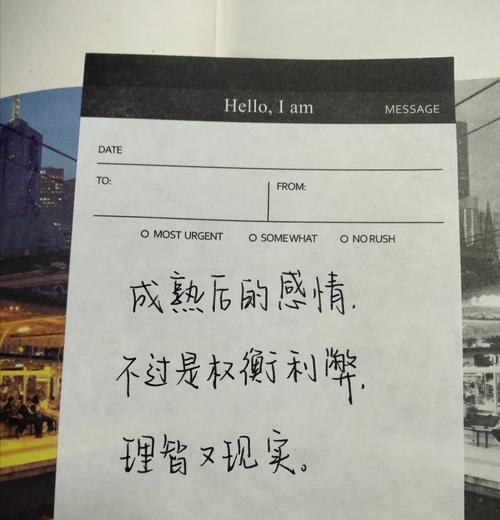 Hello, I am
MESSAGE
DATE
TO:
FROM:
MOST URGENT
SOMEWHAT
NO RUSH
成熟后的感情,
不过是权衡利弊,
理智又现实。